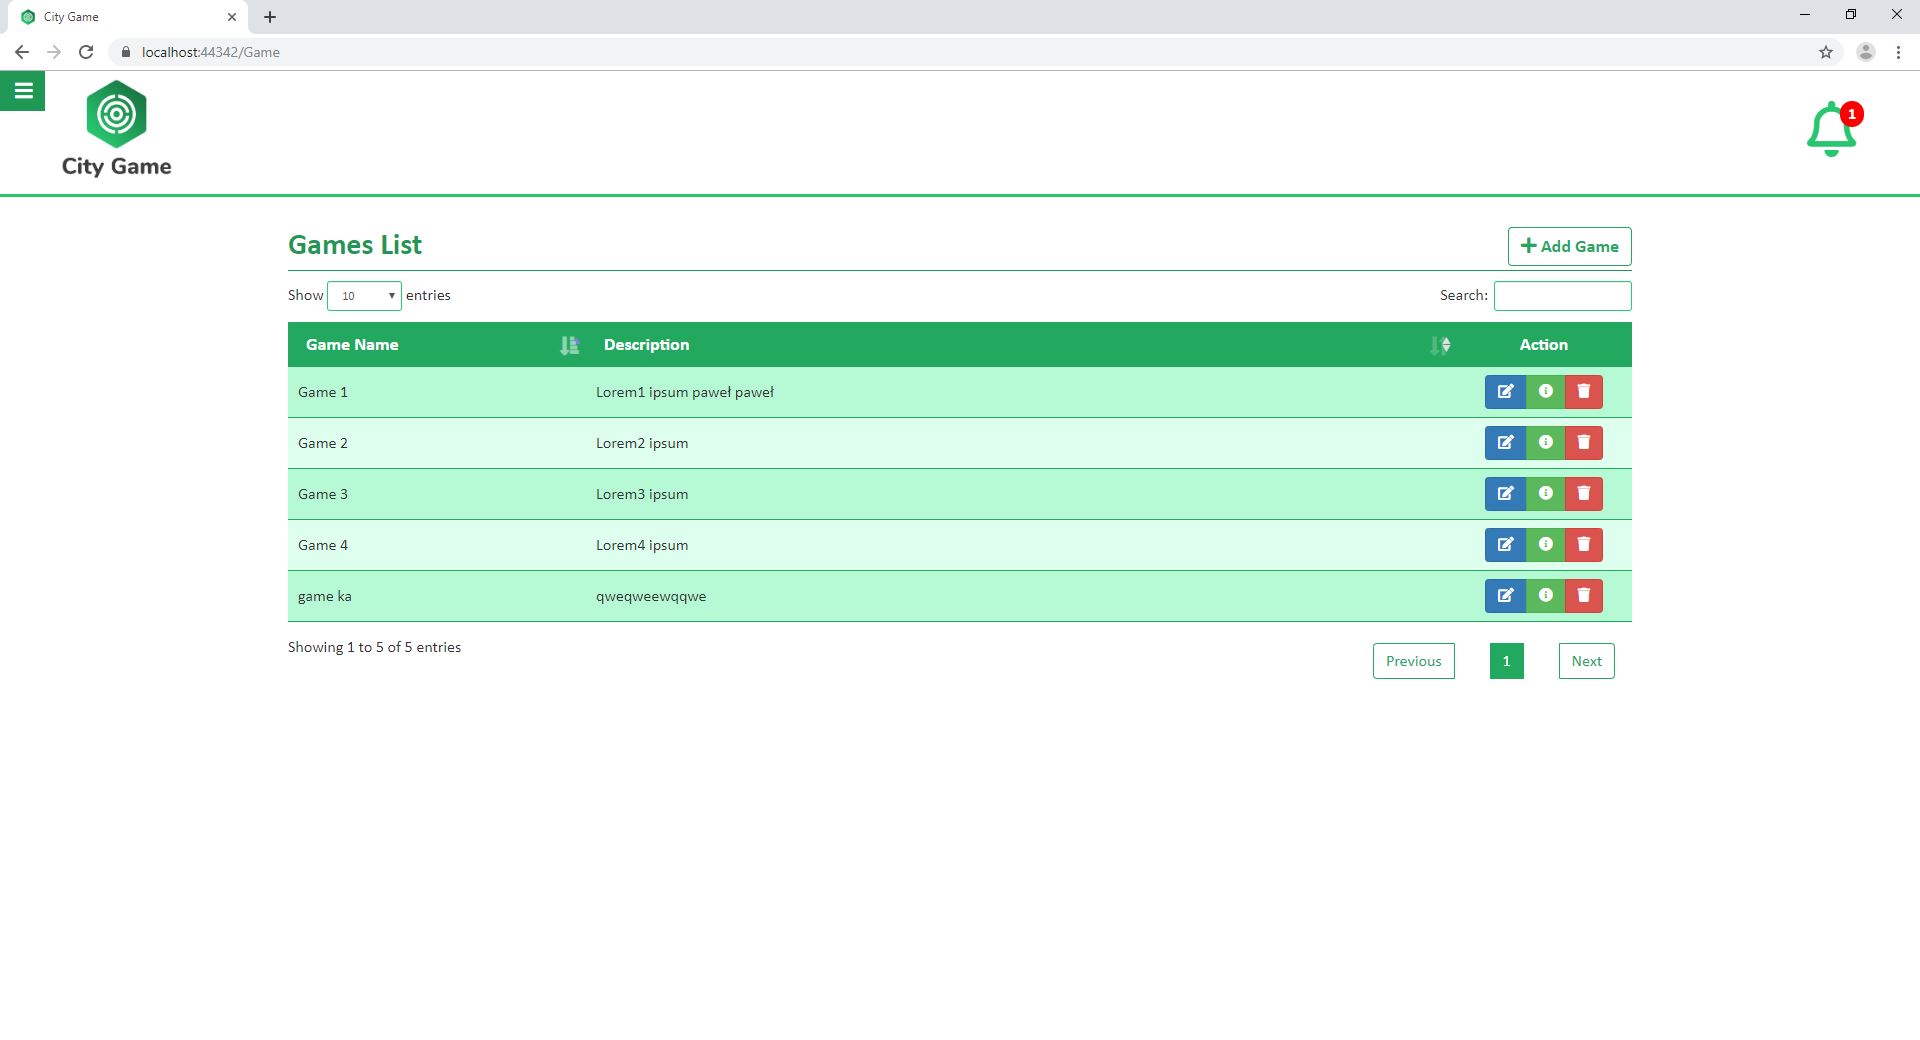 City Game
localhost:44342/Game
City Game
1
Games List
Add Game
Show 10 entries
Search:
Game Name Description Action
Game 1 Lorem1 ipsum paweł paweł
Game 2 Lorem2 ipsum
Game 3 Lorem3 ipsum
Game 4 Lorem4 ipsum
game ka qweqweewqqwe
Showing 1 to 5 of 5 entries
Previous 1 Next